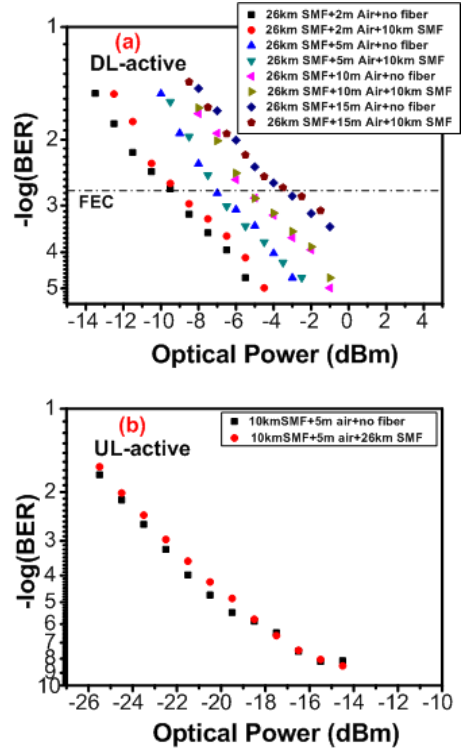 1
2
3
4
5
-log(BER)
(a)
DL-active
FEC
26km SMF+2m Air+no fiber
26km SMF+2m Air+10km SMF
26km SMF+5m Air+no fiber
26km SMF+5m Air+10km SMF
26km SMF+10m Air+no fiber
26km SMF+10m Air+10km SMF
26km SMF+15m Air+no fiber
26km SMF+15m Air+10km SMF
-14 -12 -10 -8 -6 -4 -2 0 2 4
Optical Power (dBm)
1
2
3
4
5
6
7
8
9
10
-log(BER)
(b)
UL-active
10kmSMF+5m air+no fiber
10kmSMF+5m air+26km SMF
-26 -24 -22 -20 -18 -16 -14 -12 -10
Optical Power (dBm)